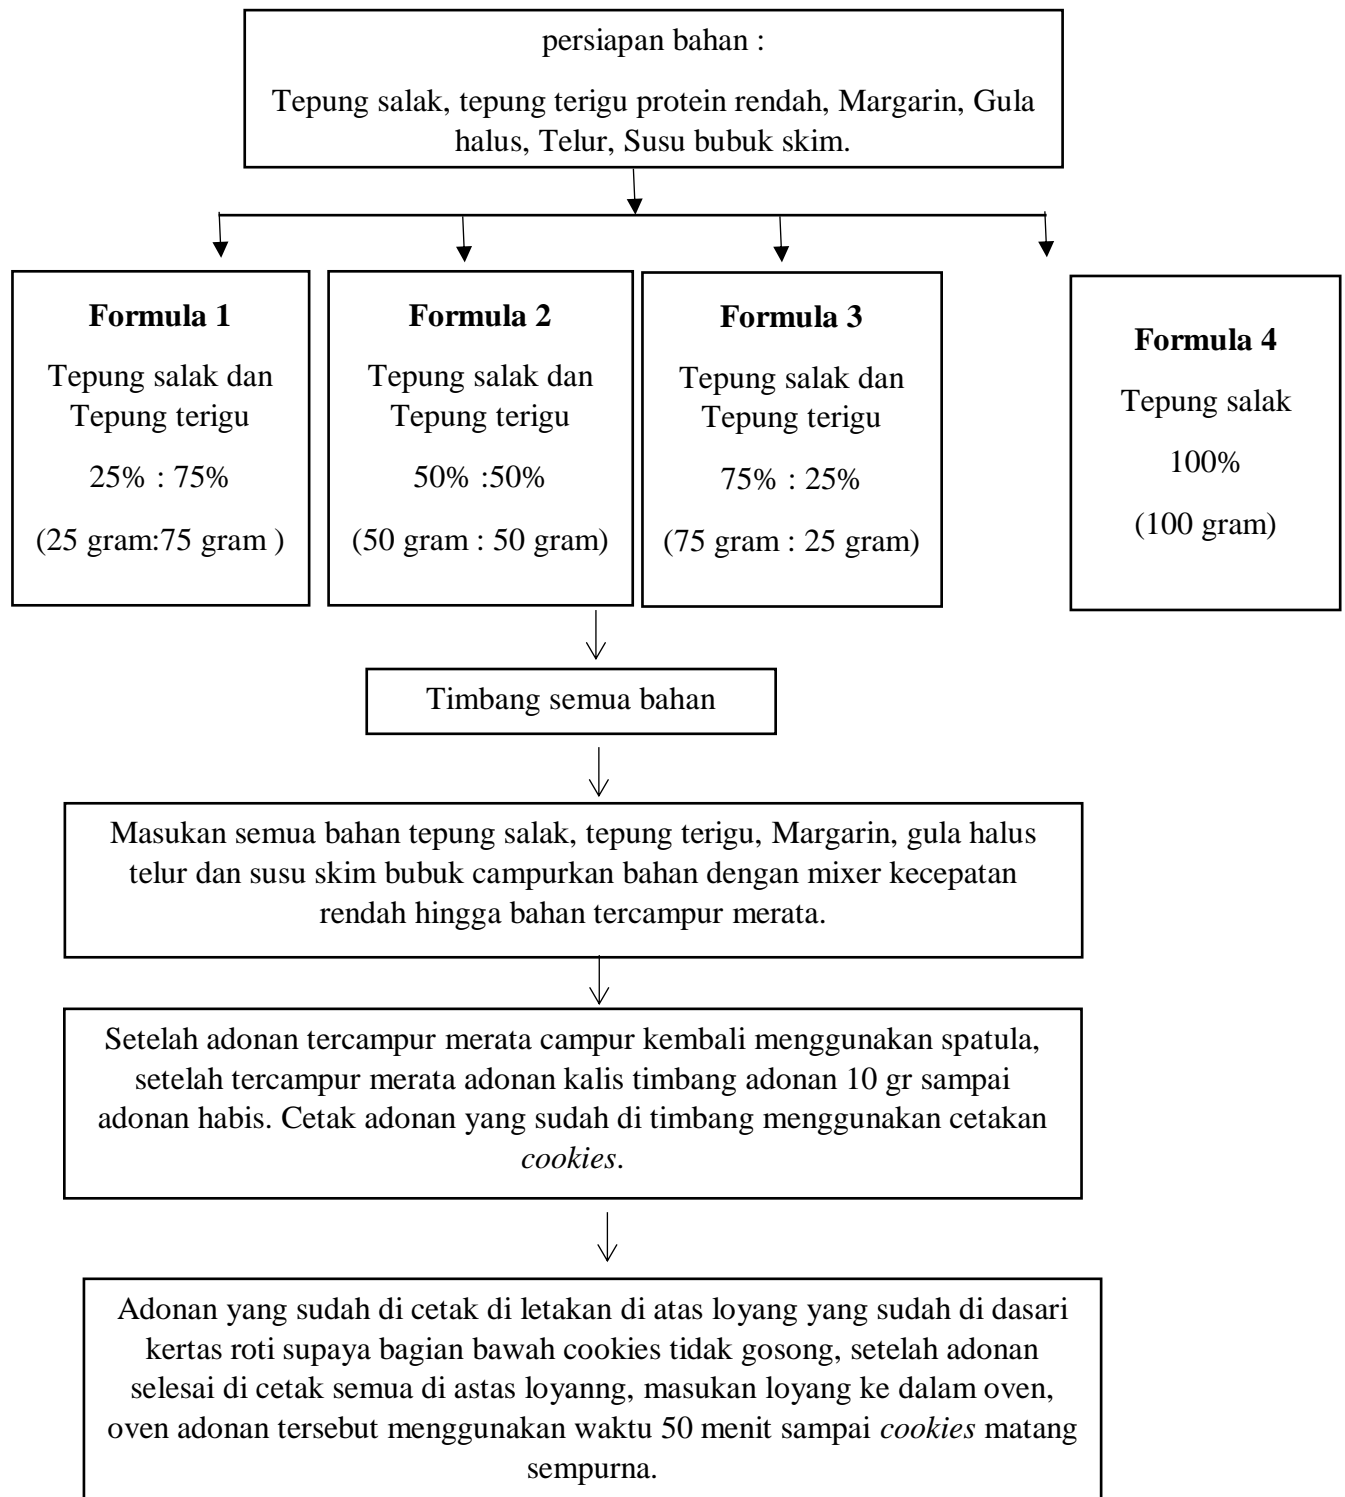 persiapan bahan :
Tepung salak, tepung terigu protein rendah, Margarin, Gula
halus, Telur, Susu bubuk skim.
Formula 1
Tepung salak dan
Tepung terigu
25% : 75%
(25 gram:75 gram )
Formula 2
Tepung salak dan
Tepung terigu
50% :50%
(50 gram : 50 gram)
Formula 3
Tepung salak dan
Tepung terigu
75% : 25%
(75 gram : 25 gram)
Formula 4
Tepung salak
100%
(100 gram)
Timbang semua bahan
Masukan semua bahan tepung salak, tepung terigu, Margarin, gula halus
telur dan susu skim bubuk campurkan bahan dengan mixer kecepatan
rendah hingga bahan tercampur merata.
Setelah adonan tercampur merata campur kembali menggunakan spatula,
setelah tercampur merata adonan kalis timbang adonan 10 gr sampai
adonan habis. Cetak adonan yang sudah di timbang menggunakan cetakan
cookies.
Adonan yang sudah di cetak di letakan di atas loyang yang sudah di dasari
kertas roti supaya bagian bawah cookies tidak gosong, setelah adonan
selesai di cetak semua di astas loyanng, masukan loyang ke dalam oven,
oven adonan tersebut menggunakan waktu 50 menit sampai cookies matang
sempurna.